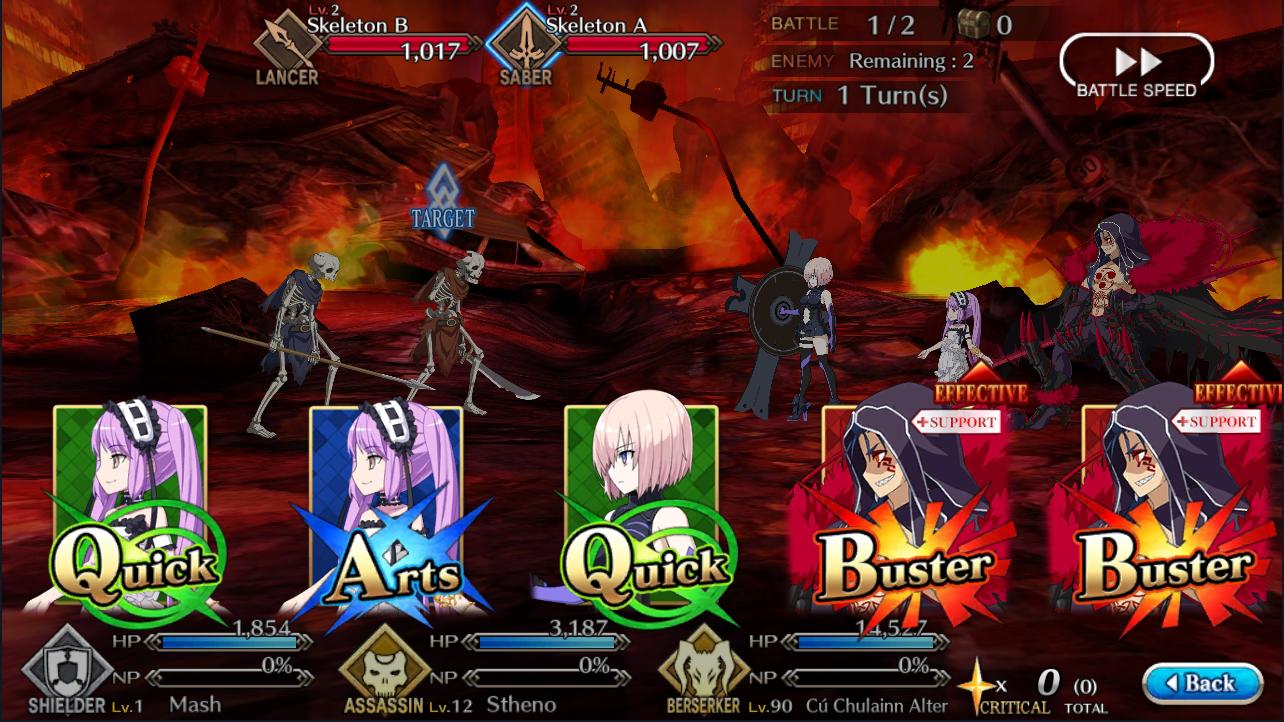 Lv.2
Skeleton B
1,017
LANCER
Lv.2
Skeleton A
1,007
SABER
BATTLE 1/2 0
ENEMY Remaining : 2
TURN 1 Turn(s)
BATTLE SPEED
30
TARGET
EFFECTIVE
EFFECTIV
+SUPPORT
+SUPPORT
Quick
Arts
Quick
Buster
Buster
HP 1,854
NP 0%
SHIELDER Lv.1 Mash
HP 3,187
NP 0%
ASSASSIN Lv.12 Stheno
HP 14,527
NP 0%
BERSERKER Lv.90 Cú Chulainn Alter
x 0 (0)
CRITICAL TOTAL
Back